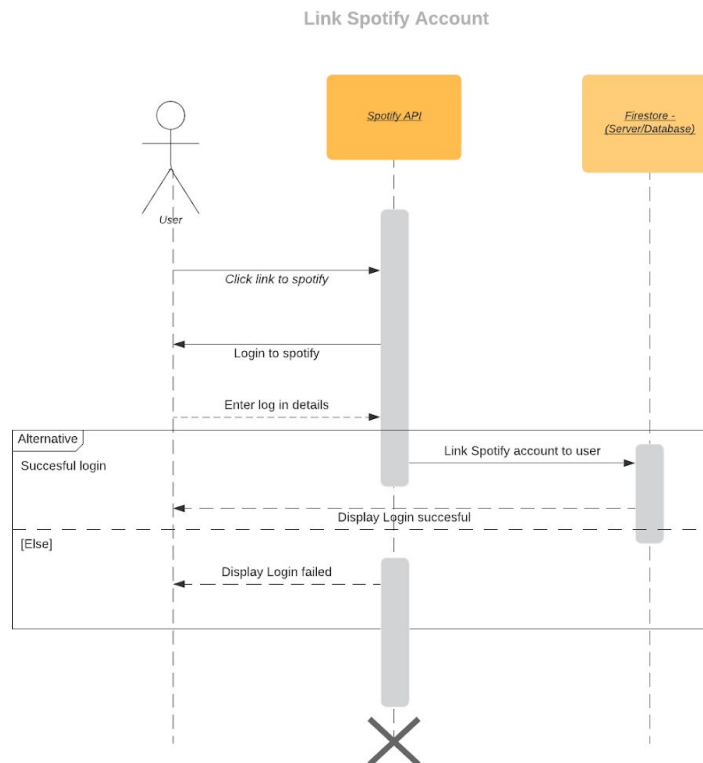 Link Spotify Account
Spotify API
Firestore -
(Server/Database)
User
Click link to spotify
Login to spotify
Enter log in details
Alternative
Succesful login
Link Spotify account to user
Display Login succesful
[Else]
Display Login failed